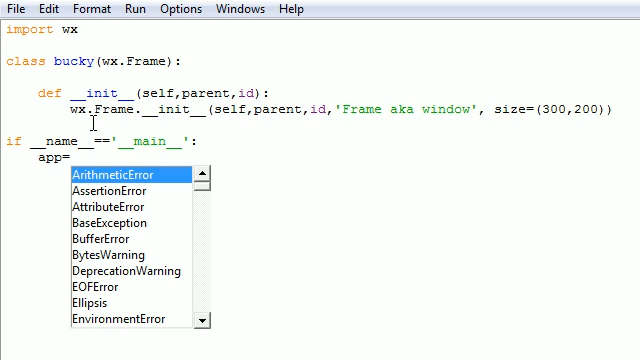 File Edit Format Run Options Windows Help
import wx
class bucky(wx.Frame):
def __init__(self,parent,id):
wx.Frame.__init__(self,parent,id,'Frame aka window', size=(300,200))
if __name__=='__main__':
app=
ArithmeticError
AssertionError
AttributeError
BaseException
BufferError
BytesWarning
DeprecationWarning
EOFError
Ellipsis
EnvironmentError